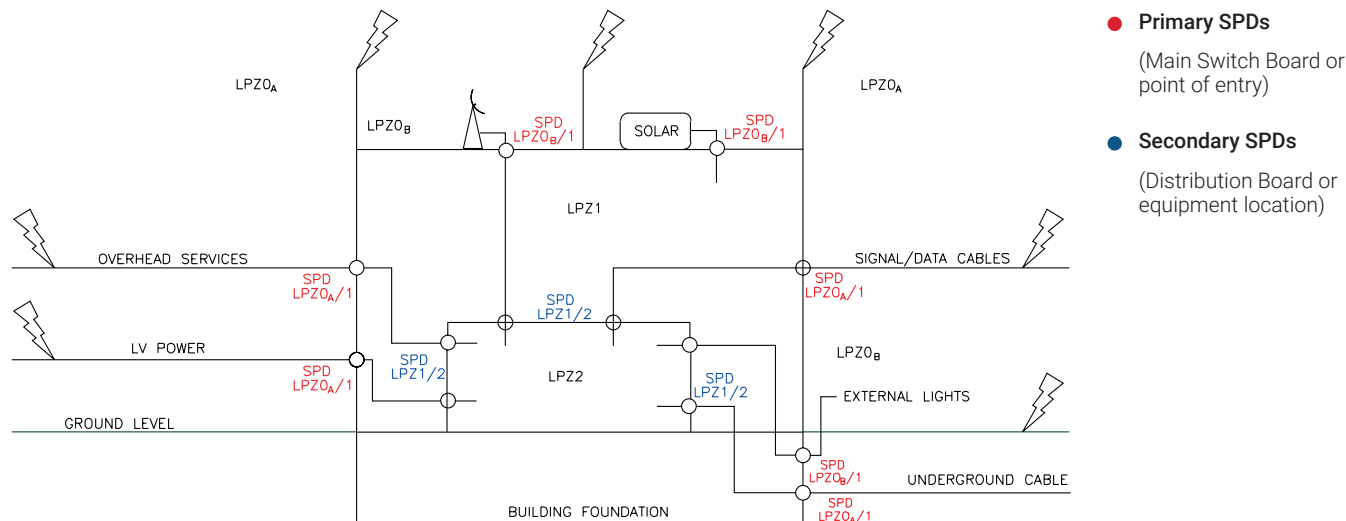 LPZ0A
LPZ0B
SPD
LPZ0B/1
SOLAR
SPD
LPZ0B/1
LPZ0A
LPZ1
OVERHEAD SERVICES
SPD
LPZ0A/1
SIGNAL/DATA CABLES
SPD
LPZ0A/1
SPD
LPZ1/2
LV POWER
SPD
LPZ0A/1
SPD
LPZ1/2
LPZ2
SPD
LPZ1/2
LPZ0B
EXTERNAL LIGHTS
GROUND LEVEL
SPD
LPZ0B/1
UNDERGROUND CABLE
SPD
LPZ0A/1
BUILDING FOUNDATION
Primary SPDs
(Main Switch Board or
point of entry)
Secondary SPDs
(Distribution Board or
equipment location)